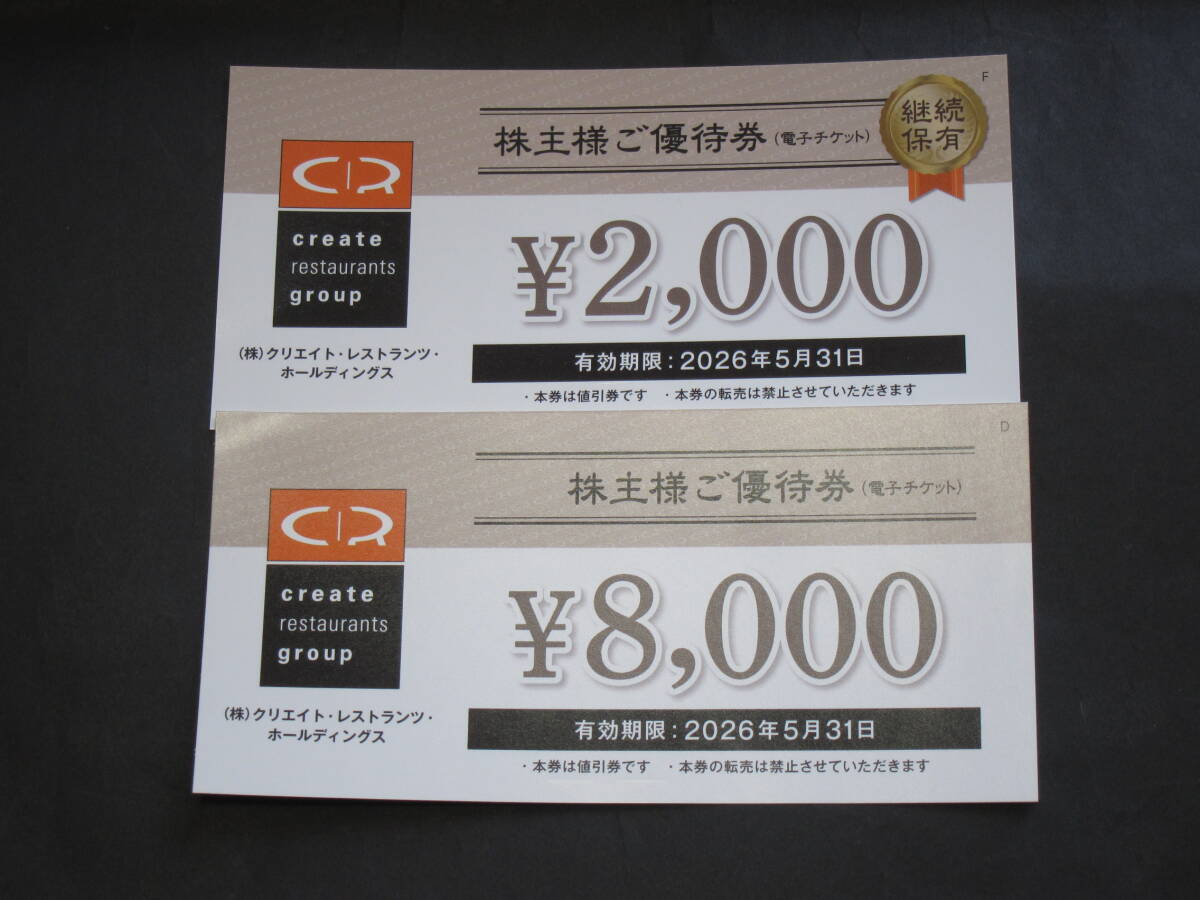 F
株主様ご優待券(電子チケット)
継続
保有
CR
create
restaurants
group
¥2,000
(株)クリエイト・レストランツ・
ホールディングス
有効期限:2026年5月31日
・本券は値引券です ・本券の転売は禁止させていただきます
D
株主様ご優待券(電子チケット)
CR
create
restaurants
group
¥8,000
(株)クリエイト・レストランツ・
ホールディングス
有効期限:2026年5月31日
・本券は値引券です ・本券の転売は禁止させていただきます